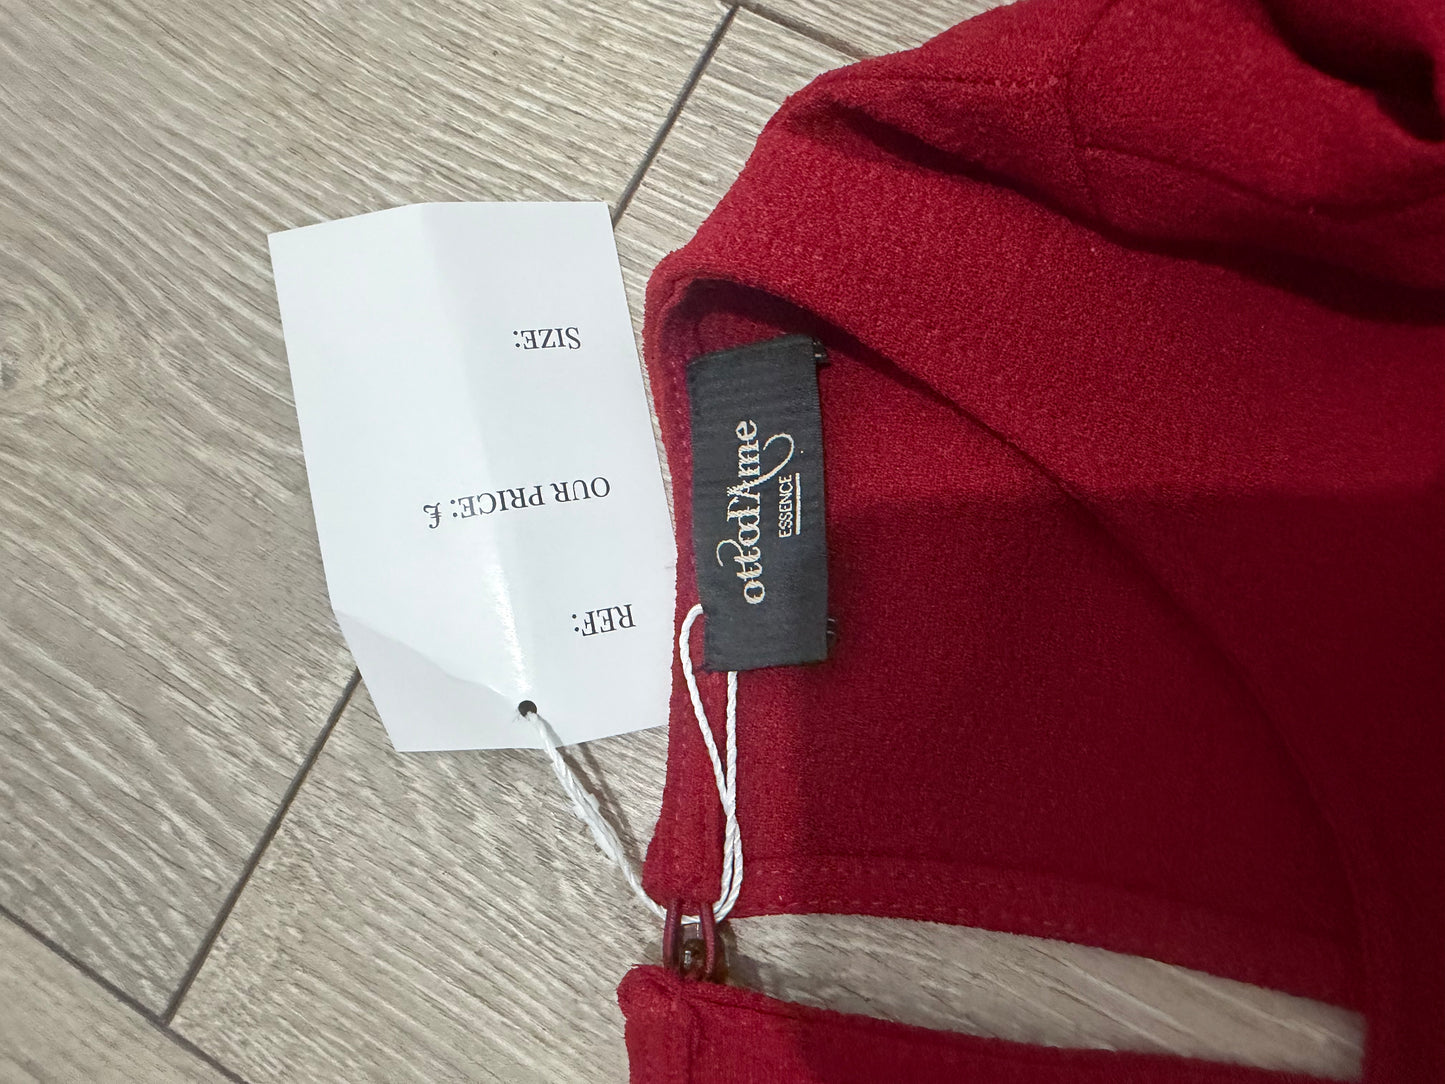 REF:
OUR PRICE: £
SIZE:
ottod'Ame
ESSENCE